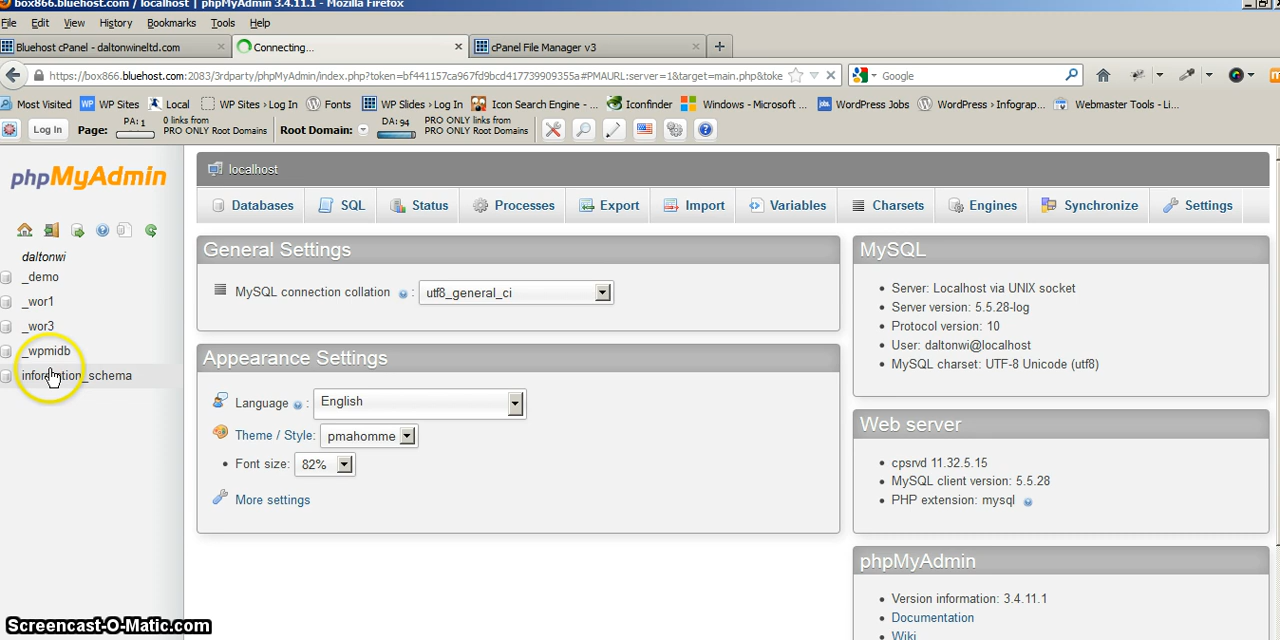 box866.bluehost.com / localhost | phpMyAdmin 3.4.11.1 - Mozilla Firefox
File Edit View History Bookmarks Tools Help
Bluehost cPanel - daltonwineltd.com Connecting... cPanel File Manager v3
https://box866.bluehost.com:2083/3rdparty/phpMyAdmin/index.php?token=bf441157ca967fd9bcd417739909355a#PMAURL:server=1&target=main.php&toke Google
Most Visited WP Sites Local WP Sites › Log In Fonts WP Slides › Log In Icon Search Engine - ... Iconfinder Windows - Microsoft ... WordPress Jobs WordPress › Infograp... Webmaster Tools - Li...
Log In Page: PA: 1 0 links from PRO ONLY Root Domains Root Domain: DA: 94 PRO ONLY links from PRO ONLY Root Domains
phpMyAdmin
localhost
Databases SQL Status Processes Export Import Variables Charsets Engines Synchronize Settings
daltonwi
_demo
_wor1
_wor3
_wpmidb
information_schema
General Settings
MySQL connection collation : utf8_general_ci
Appearance Settings
Language : English
Theme / Style: pmahomme
Font size: 82%
More settings
MySQL
Server: Localhost via UNIX socket
Server version: 5.5.28-log
Protocol version: 10
User: daltonwi@localhost
MySQL charset: UTF-8 Unicode (utf8)
Web server
cpsrvd 11.32.5.15
MySQL client version: 5.5.28
PHP extension: mysql
phpMyAdmin
Version information: 3.4.11.1
Documentation
Wiki
Screencast-O-Matic.com